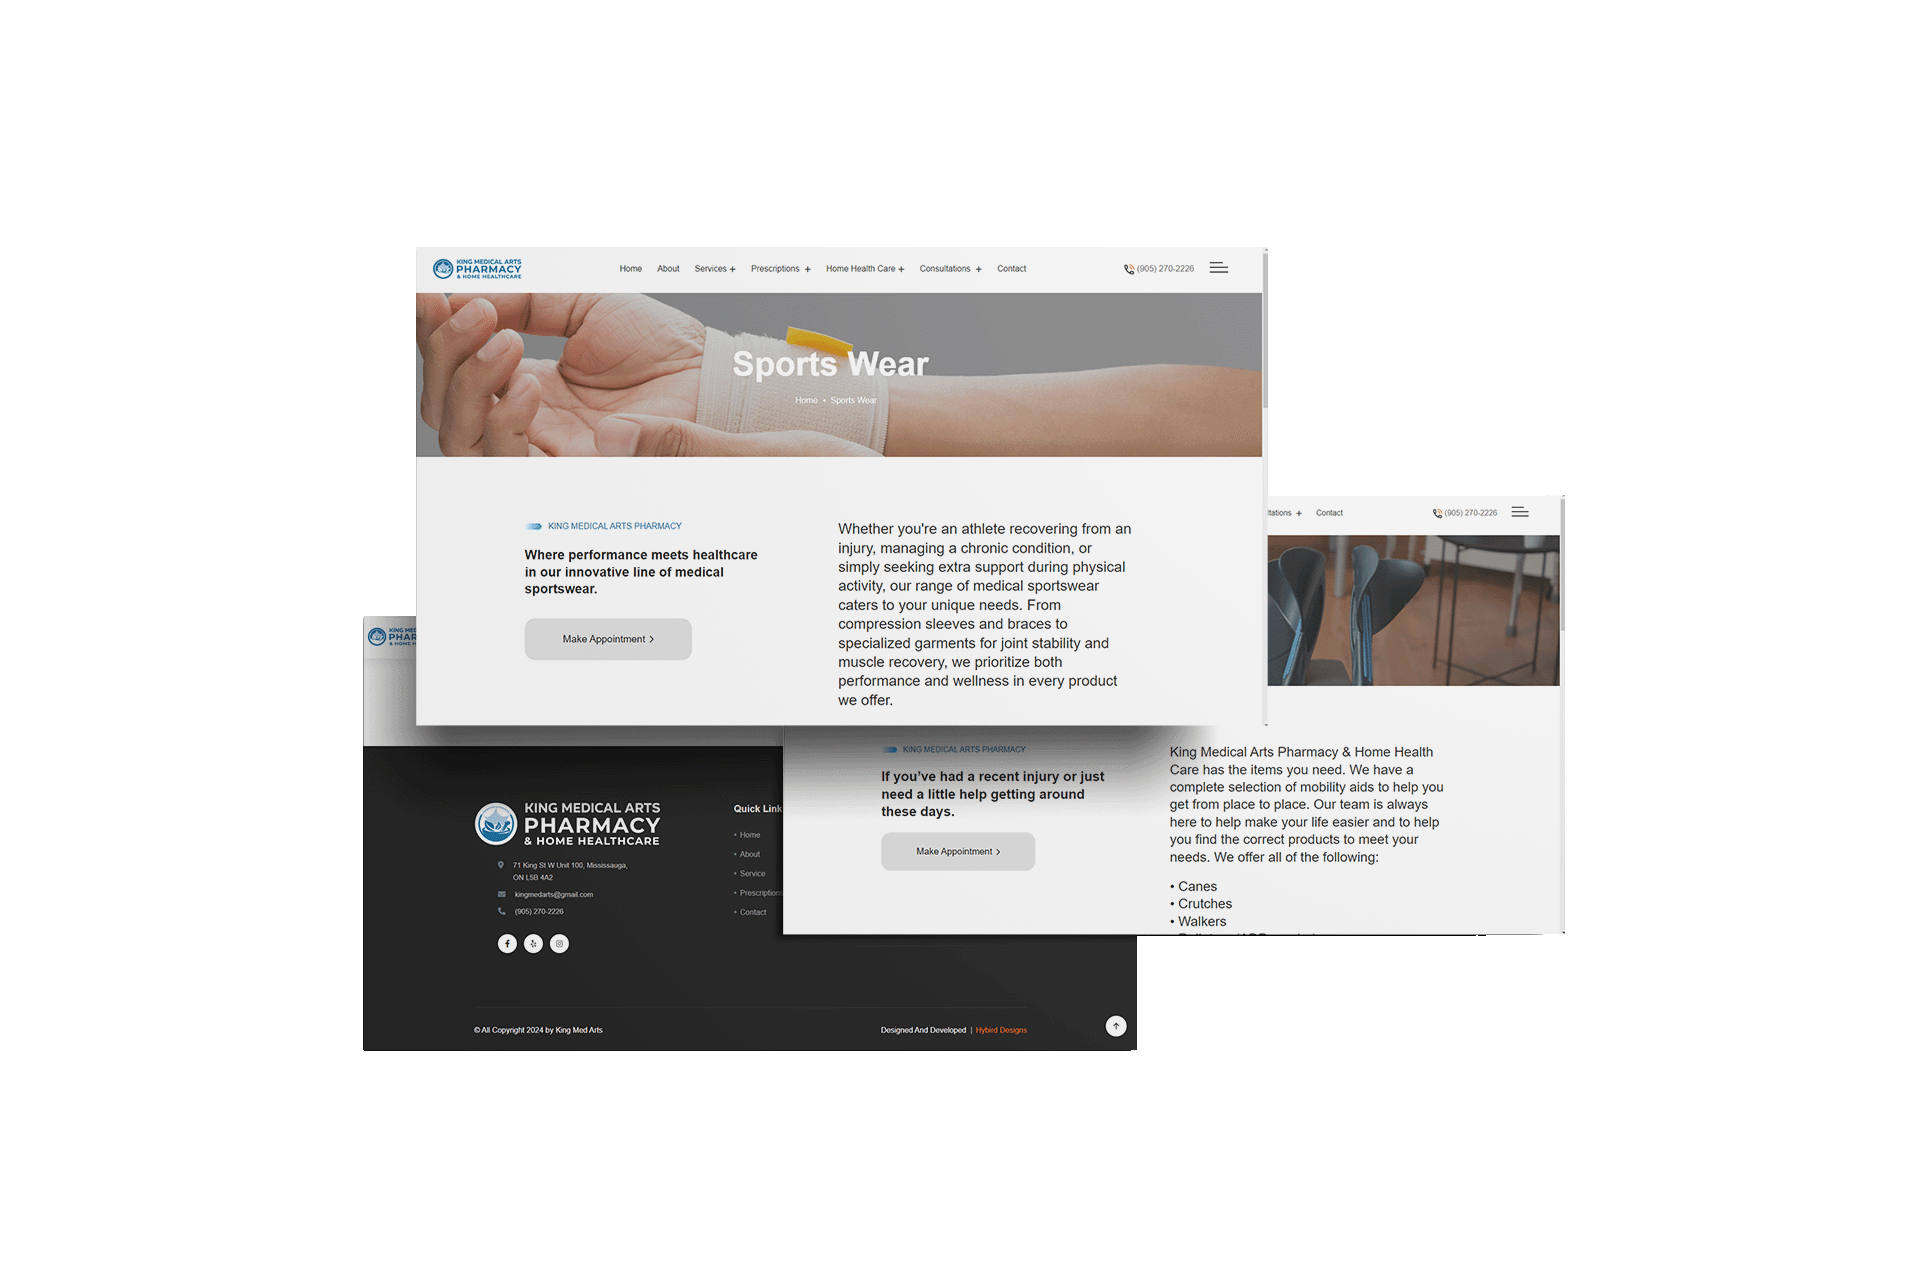 KING MEDICAL ARTS
PHARMACY
& HOME HEALTHCARE
Home About Services + Prescriptions + Home Health Care + Consultations + Contact
(905) 270-2226
Sports Wear
Home • Sports Wear
KING MEDICAL ARTS PHARMACY
Where performance meets healthcare
in our innovative line of medical
sportswear.
Make Appointment >
Whether you're an athlete recovering from an
injury, managing a chronic condition, or
simply seeking extra support during physical
activity, our range of medical sportswear
caters to your unique needs. From
compression sleeves and braces to
specialized garments for joint stability and
muscle recovery, we prioritize both
performance and wellness in every product
we offer.
+ Contact
(905) 270-2226
KING MEDICAL ARTS PHARMACY
If you’ve had a recent injury or just
need a little help getting around
these days.
Make Appointment >
King Medical Arts Pharmacy & Home Health
Care has the items you need. We have a
complete selection of mobility aids to help you
get from place to place. Our team is always
here to help make your life easier and to help
you find the correct products to meet your
needs. We offer all of the following:
• Canes
• Crutches
• Walkers
KING MEDICAL ARTS
PHARMACY
& HOME HEALTHCARE
71 King St W Unit 100, Mississauga,
ON L5B 4A2
kingmedarts@gmail.com
(905) 270-2226
Quick Link
• Home
• About
• Service
• Prescriptions
• Contact
© All Copyright 2024 by King Med Arts
Designed And Developed | Hybird Designs